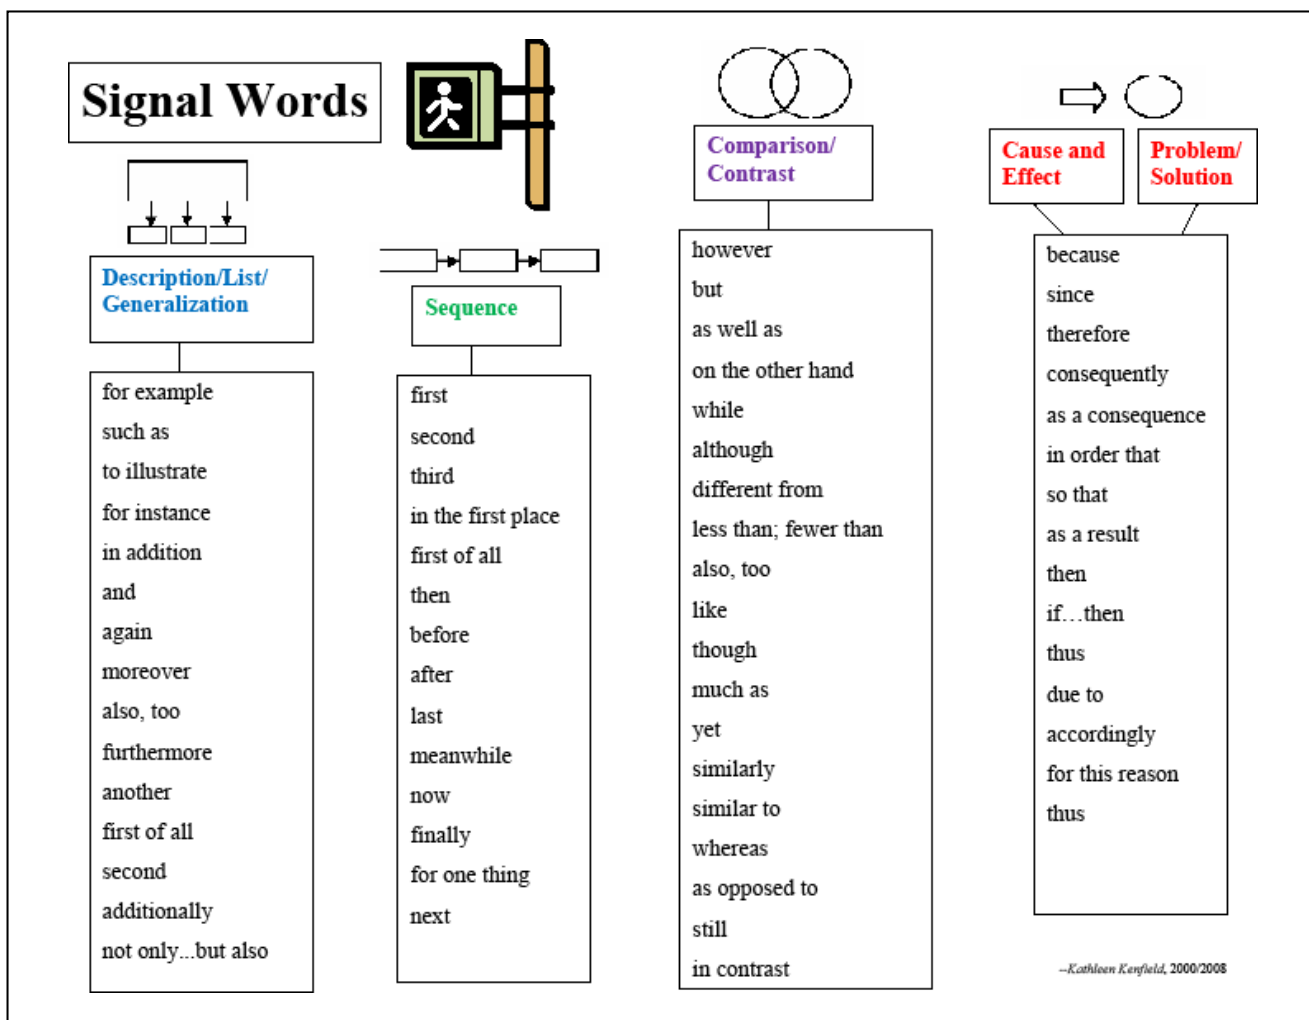 Signal Words
Description/List/
Generalization
for example
such as
to illustrate
for instance
in addition
and
again
moreover
also, too
furthermore
another
first of all
second
additionally
not only...but also
Sequence
first
second
third
in the first place
first of all
then
before
after
last
meanwhile
now
finally
for one thing
next
Comparison/
Contrast
however
but
as well as
on the other hand
while
although
different from
less than; fewer than
also, too
like
though
much as
yet
similarly
similar to
whereas
as opposed to
still
in contrast
Cause and
Effect
Problem/
Solution
because
since
therefore
consequently
as a consequence
in order that
so that
as a result
then
if…then
thus
due to
accordingly
for this reason
thus
--Kathleen Kenfield, 2000/2008